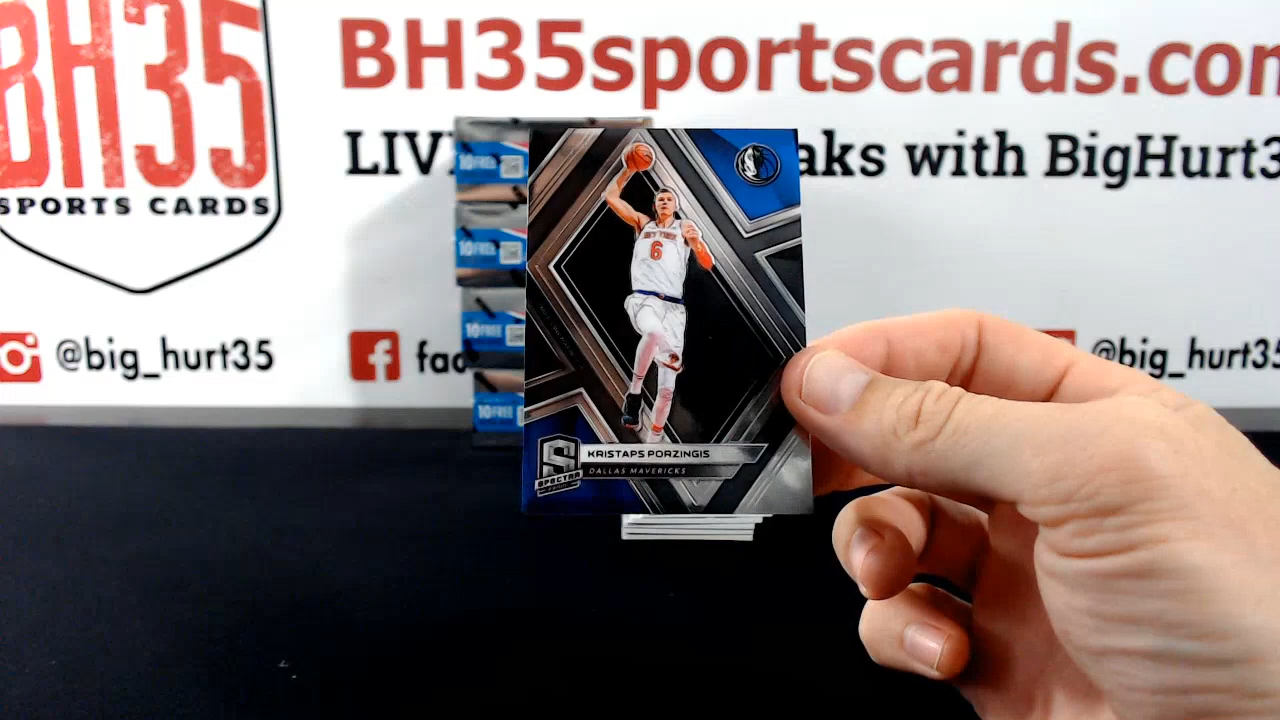 BH35
SPORTS CARDS
BH35sportscards.com
LIV aks with BigHurt3
@big_hurt35
fac
@big_hurt35
10 FREE
10 FREE
10 FREE
10 FREE
NEW YORK
6
KRISTAPS PORZINGIS
DALLAS MAVERICKS
S
SPECTRA